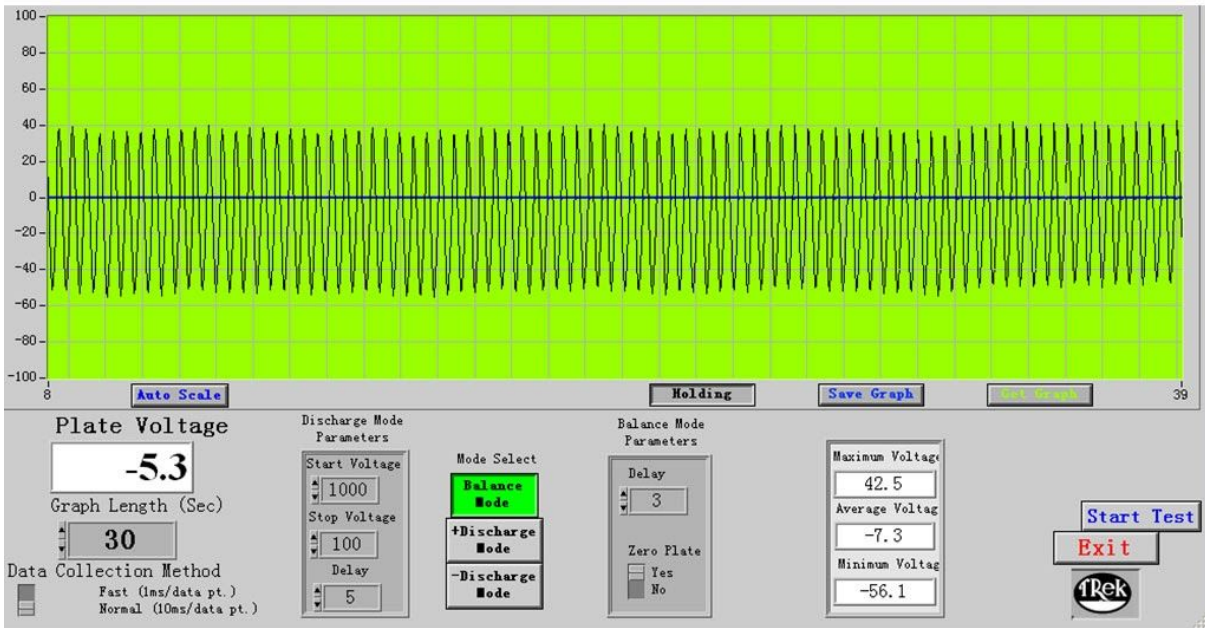 100
80
60
40
20
0
-20
-40
-60
-80
-100
8
39
Auto Scale
Holding
Save Graph
Get Graph
Plate Voltage
-5.3
Graph Length (Sec)
30
Data Collection Method
Fast (1ms/data pt.)
Normal (10ms/data pt.)
Discharge Mode
Parameters
Start Voltage
1000
Stop Voltage
100
Delay
5
Mode Select
Balance
Mode
+Discharge
Mode
-Discharge
Mode
Balance Mode
Parameters
Delay
3
Zero Plate
Yes
No
Maximum Voltage
42.5
Average Voltag
-7.3
Minimum Voltag
-56.1
Start Test
Exit
TRek